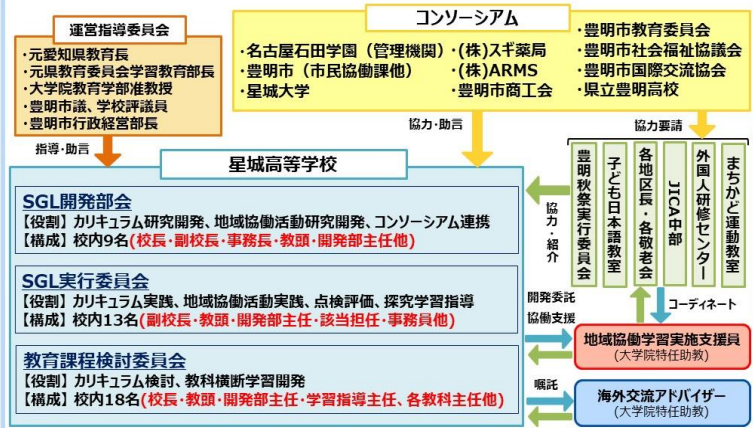 運営指導委員会
・元愛知県教育長
・元県教育委員会学習教育部長
・大学院教育学部准教授
・豊明市議、学校評議員
・豊明市行政経営部長
コンソーシアム
・名古屋石田学園（管理機関）
・豊明市（市民協働課他）
・星城大学
・(株)スギ薬局
・(株)ARMS
・豊明市商工会
・豊明市教育委員会
・豊明市社会福祉協議会
・豊明市国際交流協会
・県立豊明高校
指導・助言
協力・助言
協力要請
星城高等学校
SGL開発部会
【役割】カリキュラム研究開発、地域協働活動研究開発、コンソーシアム連携
【構成】校内9名(校長・副校長・事務長・教頭・開発部主任他)
SGL実行委員会
【役割】カリキュラム実践、地域協働活動実践、点検評価、探究学習指導
【構成】校内13名(副校長・教頭・開発部主任・該当担任・事務員他)
教育課程検討委員会
【役割】カリキュラム検討、教科横断学習開発
【構成】校内18名(校長・教頭・開発部主任・学習指導主任、各教科主任他)
協力・紹介
豊明秋祭実行委員会
子ども日本語教室
各地区長・各敬老会
JICA中部
外国人研修センター
まちかど運動教室
開発委託
協働支援
コーディネート
地域協働学習実施支援員
(大学院特任助教)
嘱託
海外交流アドバイザー
(大学院特任助教)